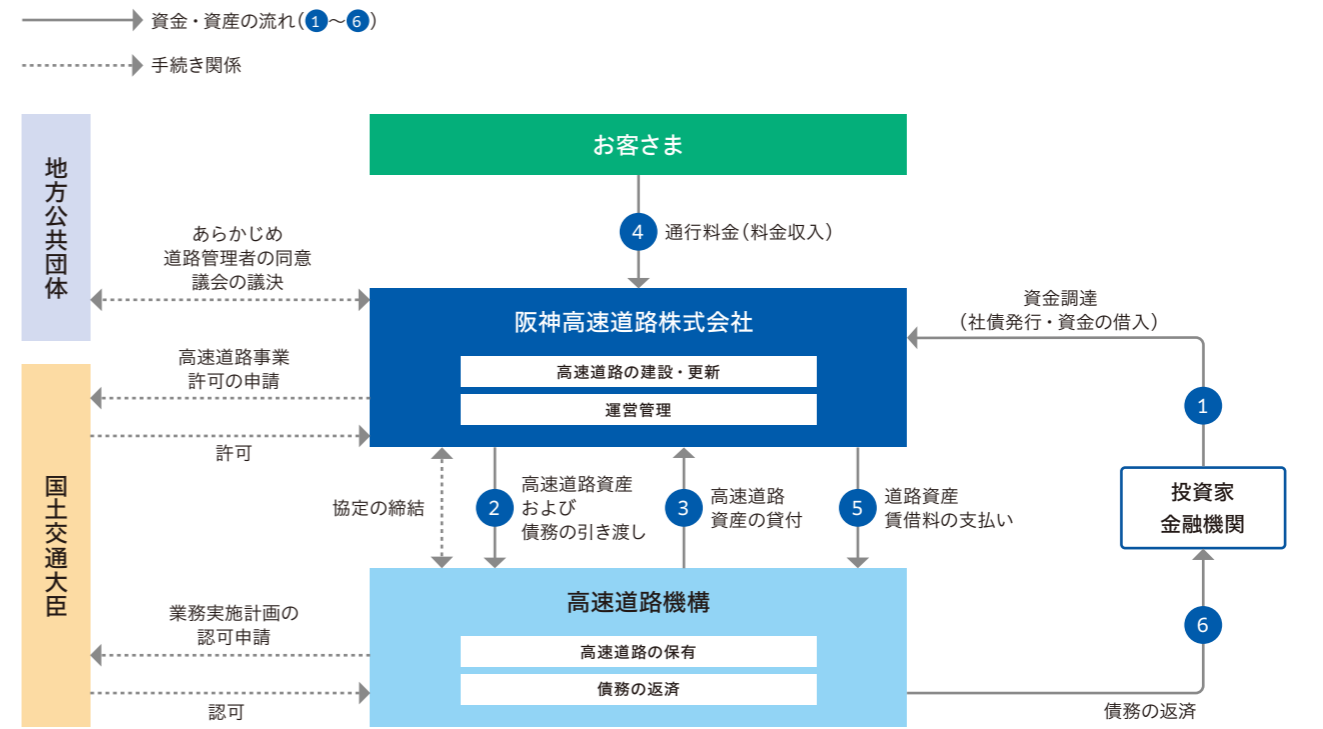 資金・資産の流れ(1～6)
手続き関係
地方公共団体
国土交通大臣
お客さま
4 通行料金(料金収入)
あらかじめ
道路管理者の同意
議会の議決
阪神高速道路株式会社
高速道路の建設・更新
運営管理
資金調達
(社債発行・資金の借入)
1
高速道路事業
許可の申請
許可
協定の締結
2
高速道路資産
および
債務の引き渡し
3
高速道路
資産の貸付
5
道路資産
賃借料の支払い
投資家
金融機関
高速道路機構
高速道路の保有
債務の返済
業務実施計画の
認可申請
認可
6
債務の返済